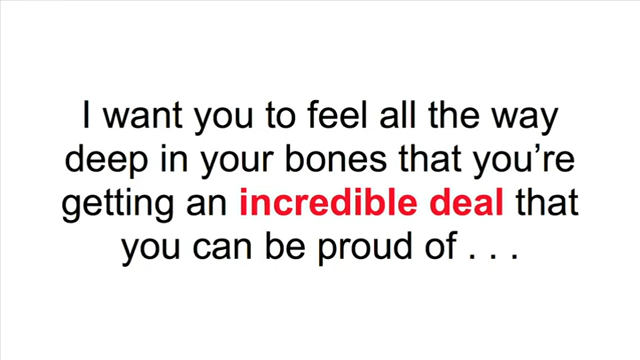 I want you to feel all the way
deep in your bones that you’re
getting an incredible deal that
you can be proud of . . .